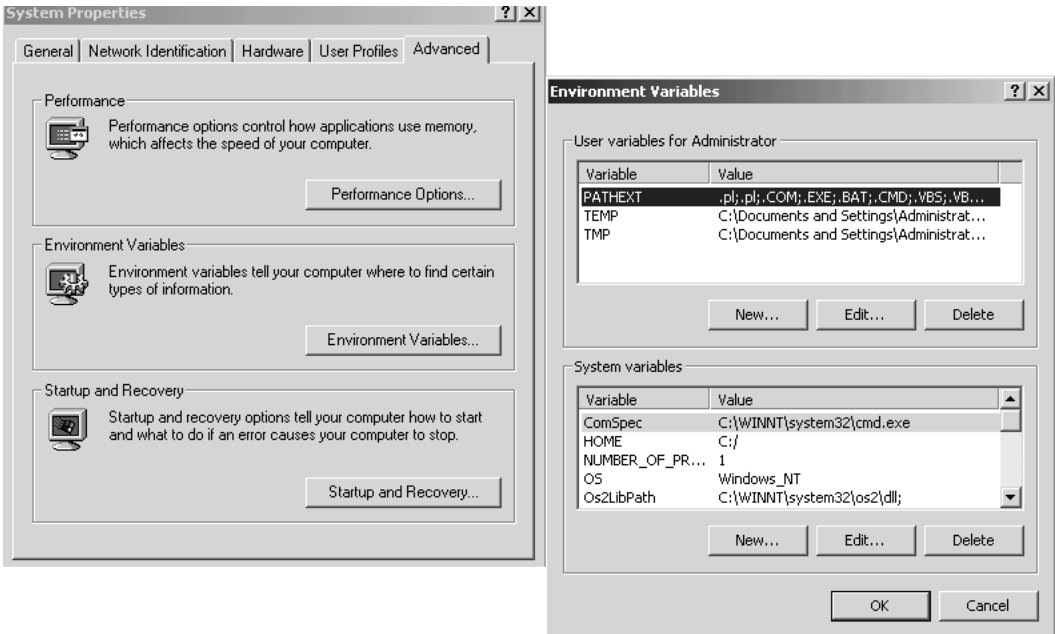 System Properties
General Network Identification Hardware User Profiles Advanced
Performance
Performance options control how applications use memory,
which affects the speed of your computer.
Performance Options...
Environment Variables
Environment variables tell your computer where to find certain
types of information.
Environment Variables...
Startup and Recovery
Startup and recovery options tell your computer how to start
and what to do if an error causes your computer to stop.
Startup and Recovery...
Environment Variables
User variables for Administrator
Variable Value
PATHEXT .pl;.pl;.COM;.EXE;.BAT;.CMD;.VBS;.VB...
TEMP C:\Documents and Settings\Administrat...
TMP C:\Documents and Settings\Administrat...
New... Edit... Delete
System variables
Variable Value
ComSpec C:\WINNT\system32\cmd.exe
HOME C:/
NUMBER_OF_PR... 1
OS Windows_NT
Os2LibPath C:\WINNT\system32\os2\dll;
New... Edit... Delete
OK Cancel